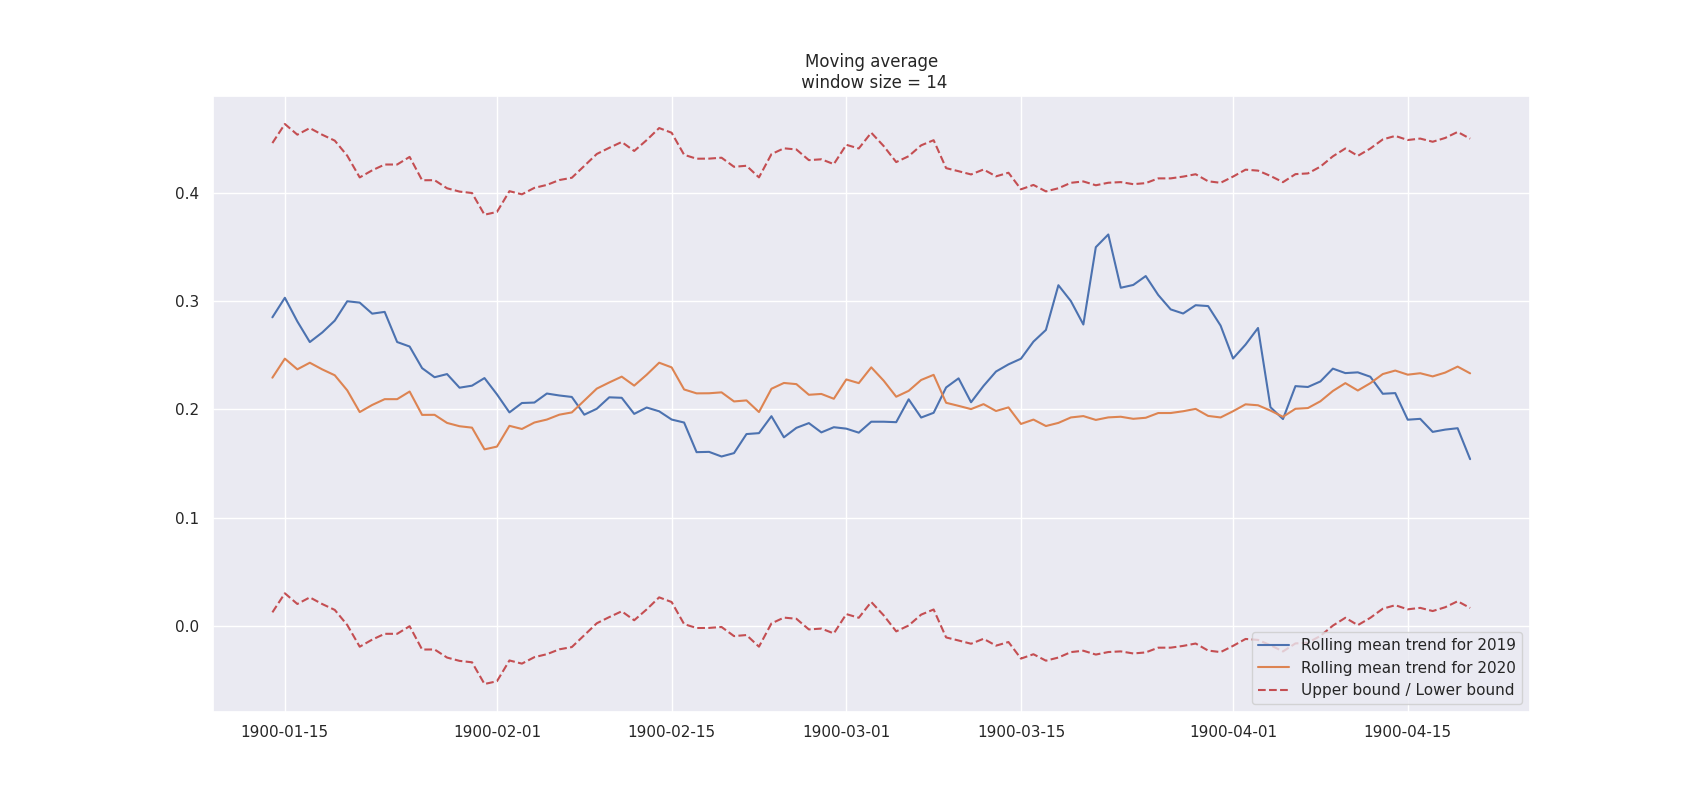 Moving average
window size = 14
0.4
0.3
0.2
0.1
0.0
Rolling mean trend for 2019
Rolling mean trend for 2020
Upper bound / Lower bound
1900-01-15 1900-02-01 1900-02-15 1900-03-01 1900-03-15 1900-04-01 1900-04-15